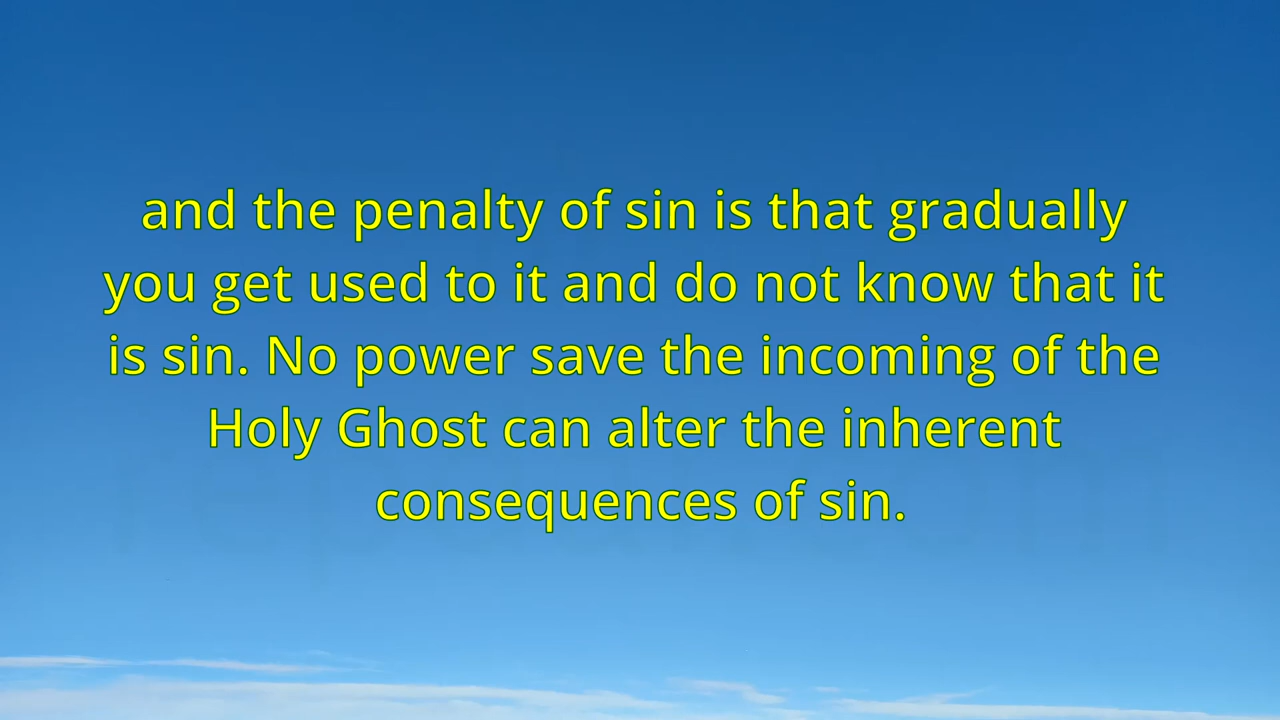 and the penalty of sin is that gradually
you get used to it and do not know that it
is sin. No power save the incoming of the
Holy Ghost can alter the inherent
consequences of sin.